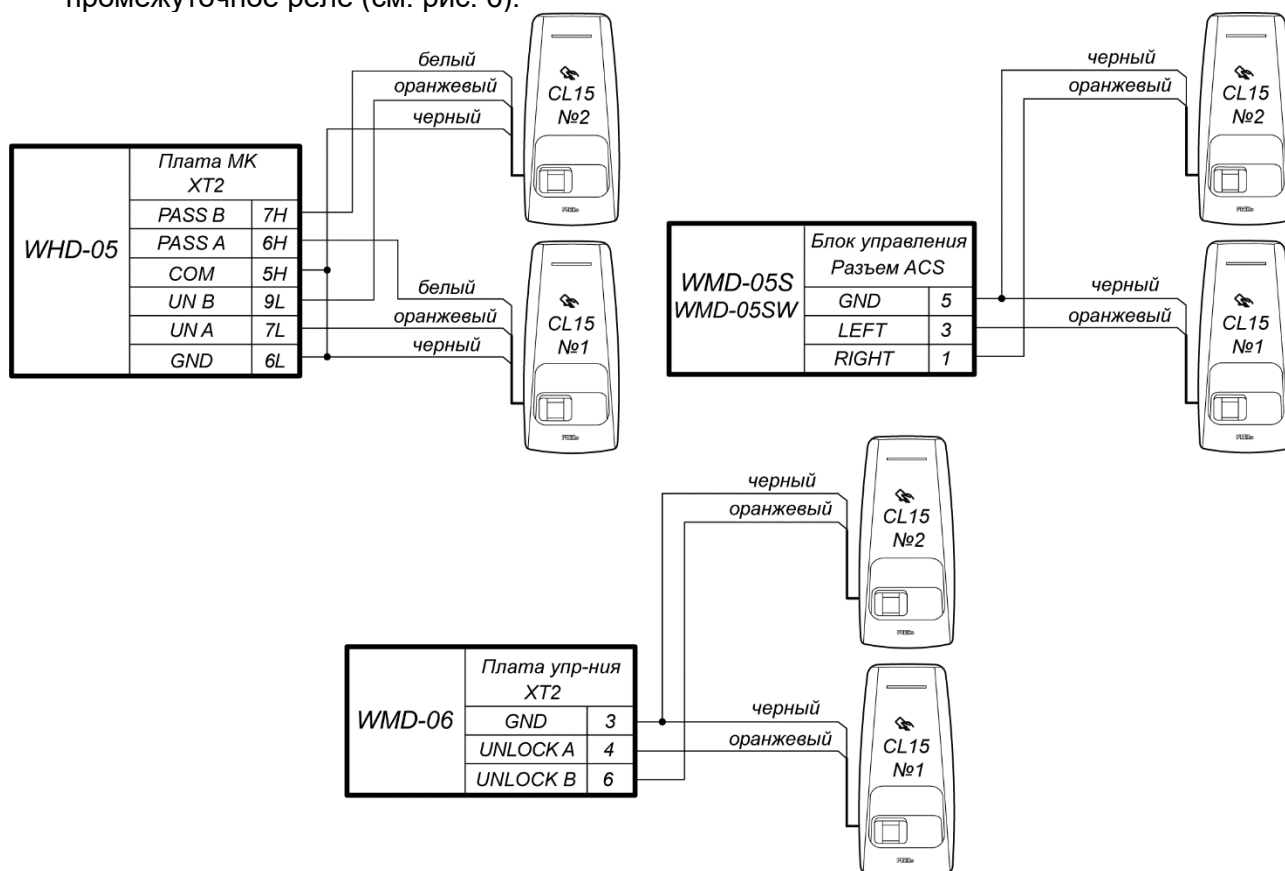 промежуточное реле (см. рис. 6).
белый
оранжевый
черный
CL15
№2
WHD-05
Плата МК
XT2
PASS B 7H
PASS A 6H
COM 5H
UN B 9L
UN A 7L
GND 6L
белый
оранжевый
черный
CL15
№1
черный
оранжевый
CL15
№2
WMD-05S
WMD-05SW
Блок управления
Разъем ACS
GND 5
LEFT 3
RIGHT 1
черный
оранжевый
CL15
№1
черный
оранжевый
CL15
№2
WMD-06
Плата упр-ния
XT2
GND 3
UNLOCK A 4
UNLOCK B 6
черный
оранжевый
CL15
№1